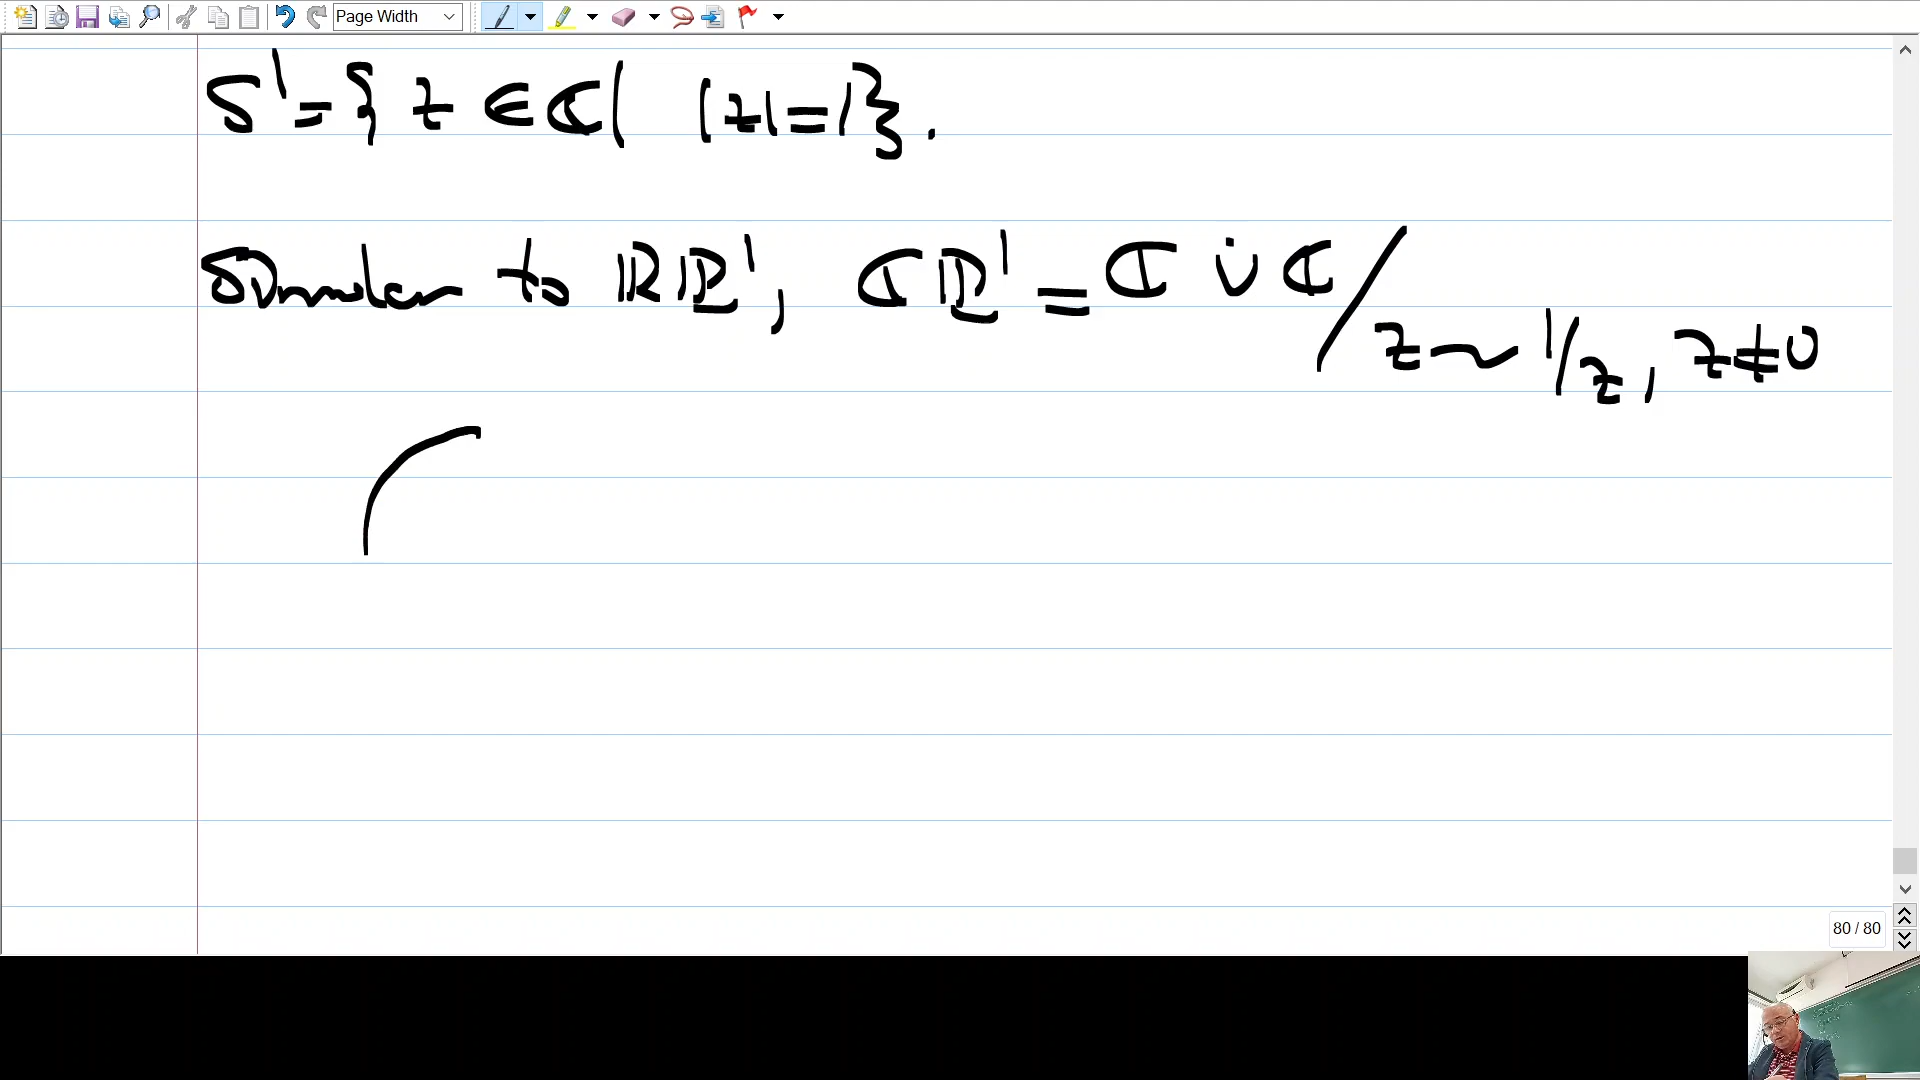 Page Width
S¹ = { z ∈ ℂ | |z| = 1 }.
Similar to ℝℙ¹, ℂℙ¹ = ℂ ∪̇ ℂ / z ~ 1/z, z ≠ 0
80 / 80